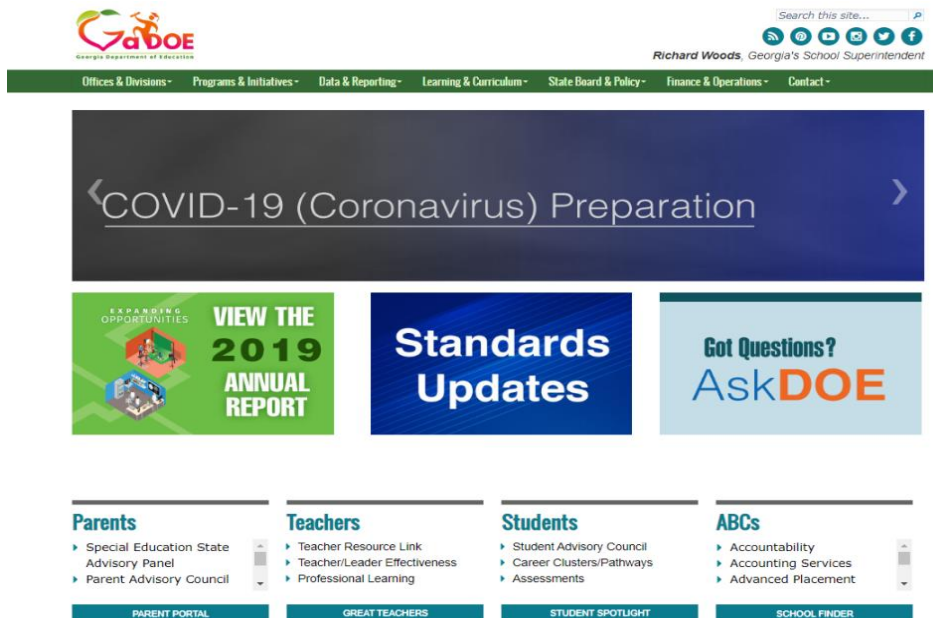 GaDOE
Georgia Department of Education
Search this site...
Richard Woods, Georgia's School Superintendent
Offices & Divisions Programs & Initiatives Data & Reporting Learning & Curriculum State Board & Policy Finance & Operations Contact
COVID-19 (Coronavirus) Preparation
EXPANDING
OPPORTUNITIES
VIEW THE
2019
ANNUAL
REPORT
Standards
Updates
Got Questions?
AskDOE
Parents
Special Education State
Advisory Panel
Parent Advisory Council
PARENT PORTAL
Teachers
Teacher Resource Link
Teacher/Leader Effectiveness
Professional Learning
GREAT TEACHERS
Students
Student Advisory Council
Career Clusters/Pathways
Assessments
STUDENT SPOTLIGHT
ABCs
Accountability
Accounting Services
Advanced Placement
SCHOOL FINDER